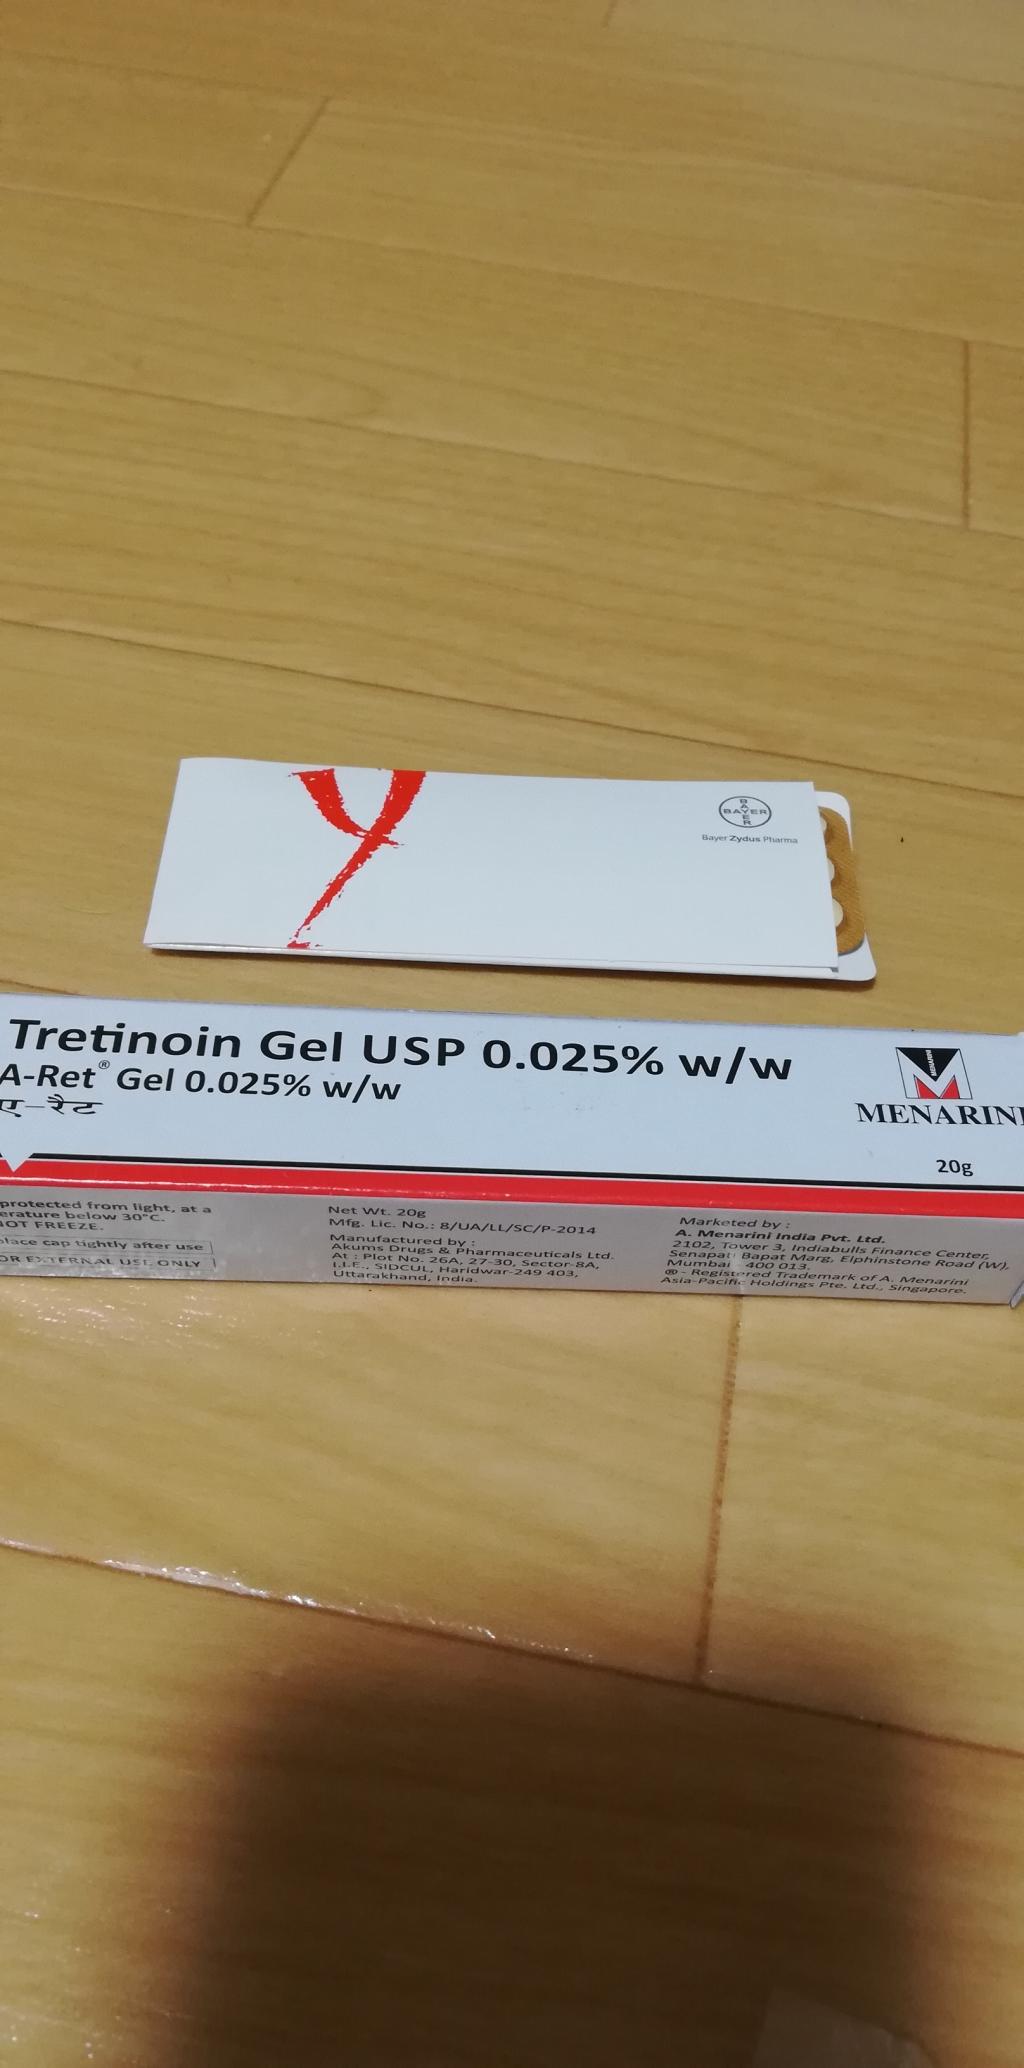 BAYER
BAYER
Bayer Zydus Pharma
Tretinoin Gel USP 0.025% w/w
A-Ret® Gel 0.025% w/w
ए-रैट
MENARINI
MENARINI
20g
protected from light, at a
erature below 30°C.
NOT FREEZE.
place cap tightly after use
OR EXTERNAL USE ONLY
Net Wt. 20g
Mfg. Lic. No.: 8/UA/LL/SC/P-2014
Manufactured by :
Akums Drugs & Pharmaceuticals Ltd.
At : Plot No. 26A, 27-30, Sector-8A,
I.I.E., SIDCUL, Haridwar-249 403,
Uttarakhand, India.
Marketed by :
A. Menarini India Pvt. Ltd.
2102, Tower 3, Indiabulls Finance Center,
Senapati Bapat Marg, Elphinstone Road (W),
Mumbai 400 013.
® - Registered Trademark of A. Menarini
Asia-Pacific Holdings Pte. Ltd., Singapore.